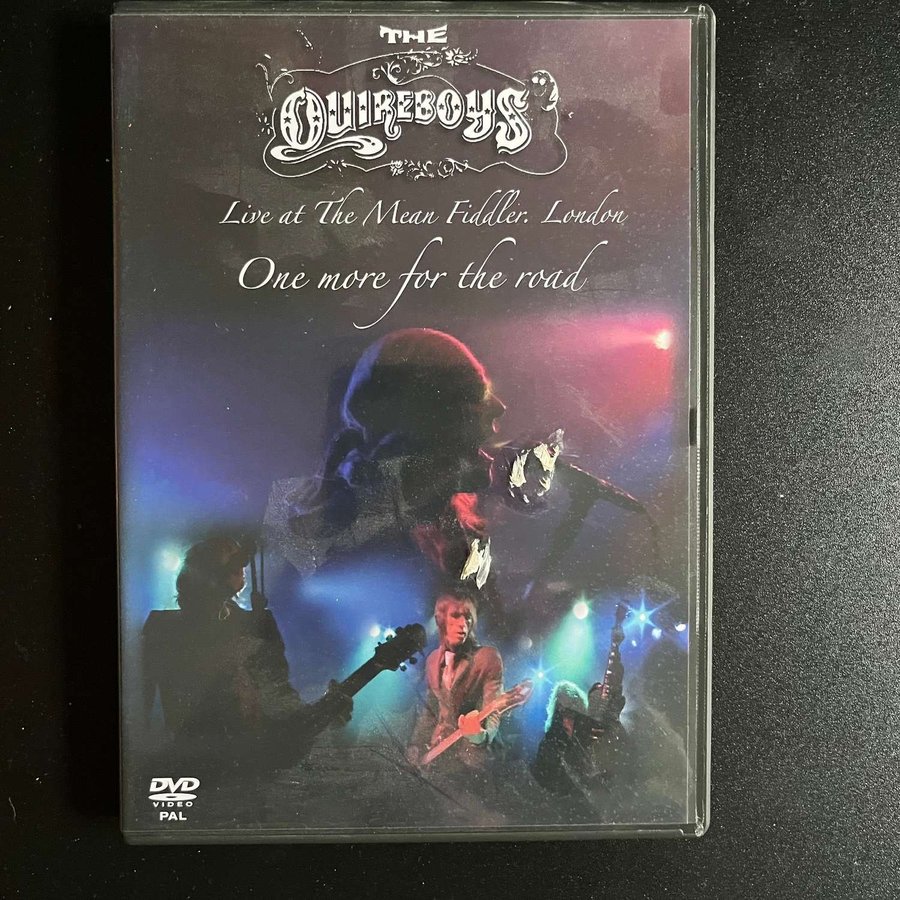 THE
QUIREBOYS
Live at The Mean Fiddler. London
One more for the road
DVD
VIDEO
PAL